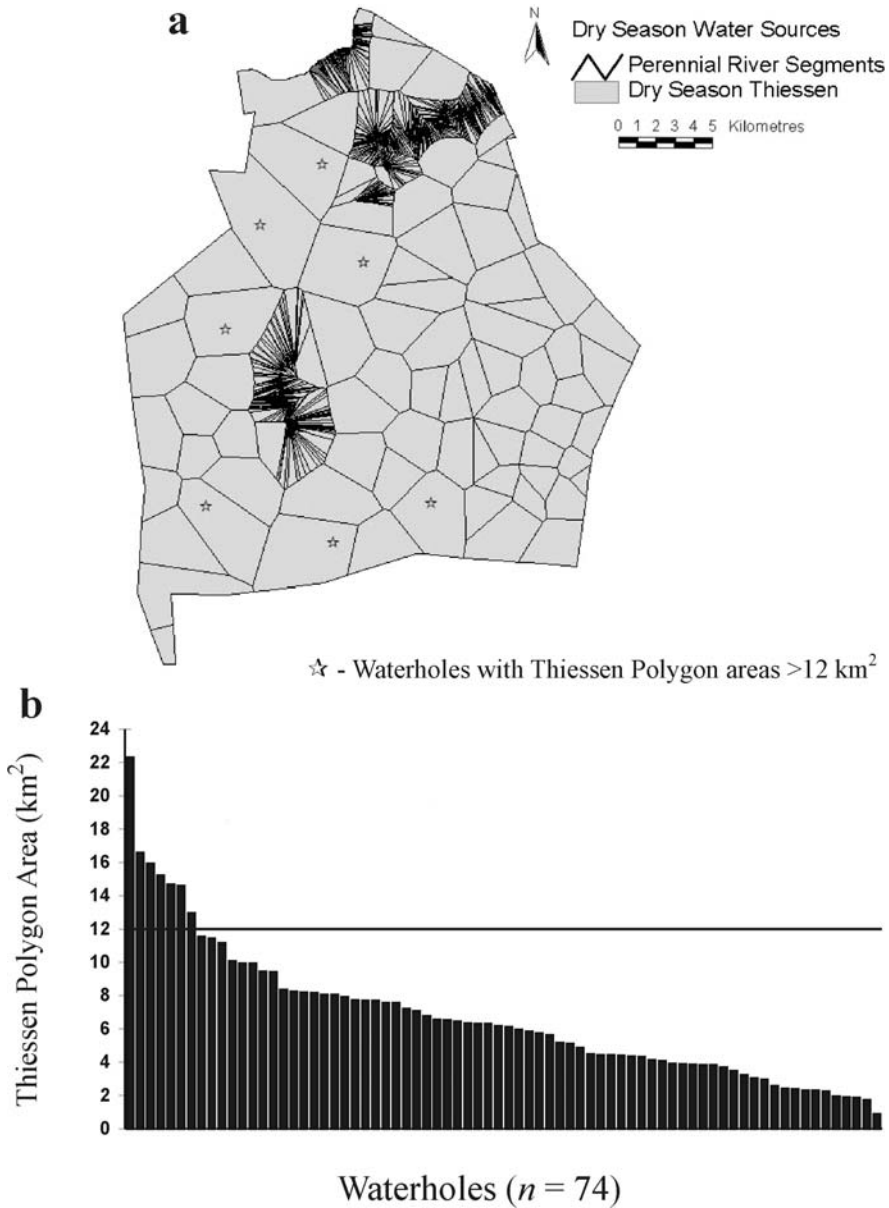 a
N
Dry Season Water Sources
Perennial River Segments
Dry Season Thiessen
0 1 2 3 4 5 Kilometres
☆ - Waterholes with Thiessen Polygon areas >12 km²
b
Thiessen Polygon Area (km²)
24
22
20
18
16
14
12
10
8
6
4
2
0
Waterholes (n = 74)